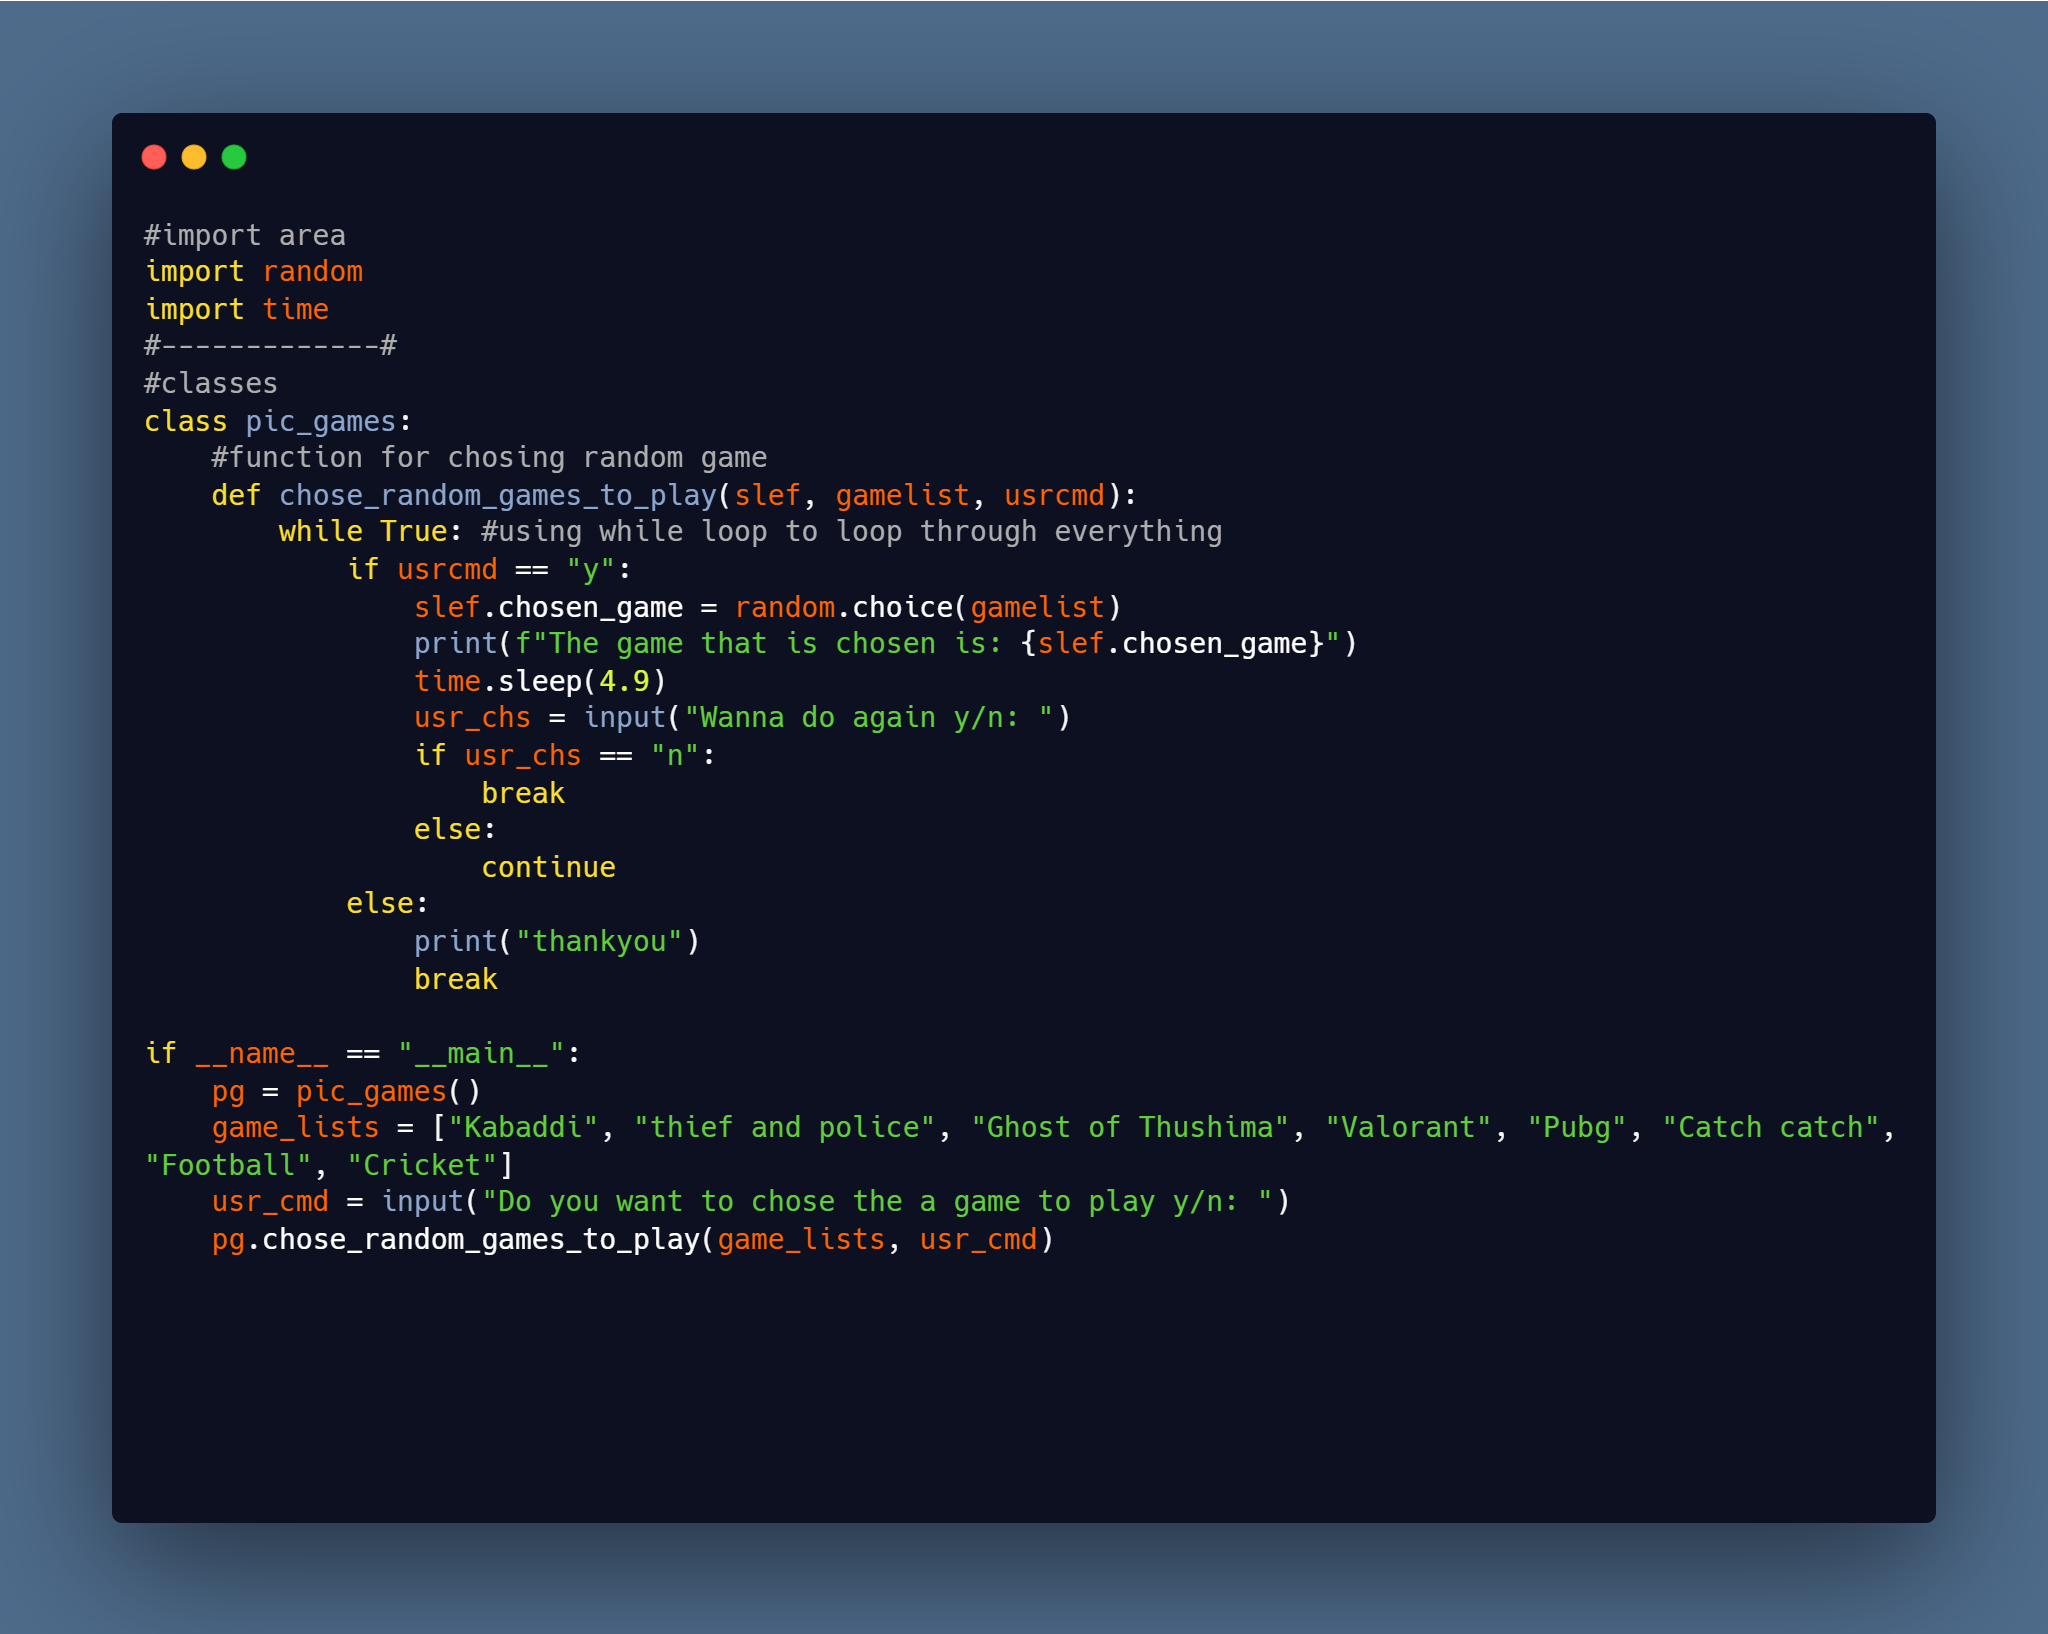 #import area
import random
import time
#-------------#
#classes
class pic_games:
    #function for chosing random game
    def chose_random_games_to_play(slef, gamelist, usrcmd):
        while True: #using while loop to loop through everything
            if usrcmd == "y":
                slef.chosen_game = random.choice(gamelist)
                print(f"The game that is chosen is: {slef.chosen_game}")
                time.sleep(4.9)
                usr_chs = input("Wanna do again y/n: ")
                if usr_chs == "n":
                    break
                else:
                    continue
            else:
                print("thankyou")
                break

if __name__ == "__main__":
    pg = pic_games()
    game_lists = ["Kabaddi", "thief and police", "Ghost of Thushima", "Valorant", "Pubg", "Catch catch",
"Football", "Cricket"]
    usr_cmd = input("Do you want to chose the a game to play y/n: ")
    pg.chose_random_games_to_play(game_lists, usr_cmd)